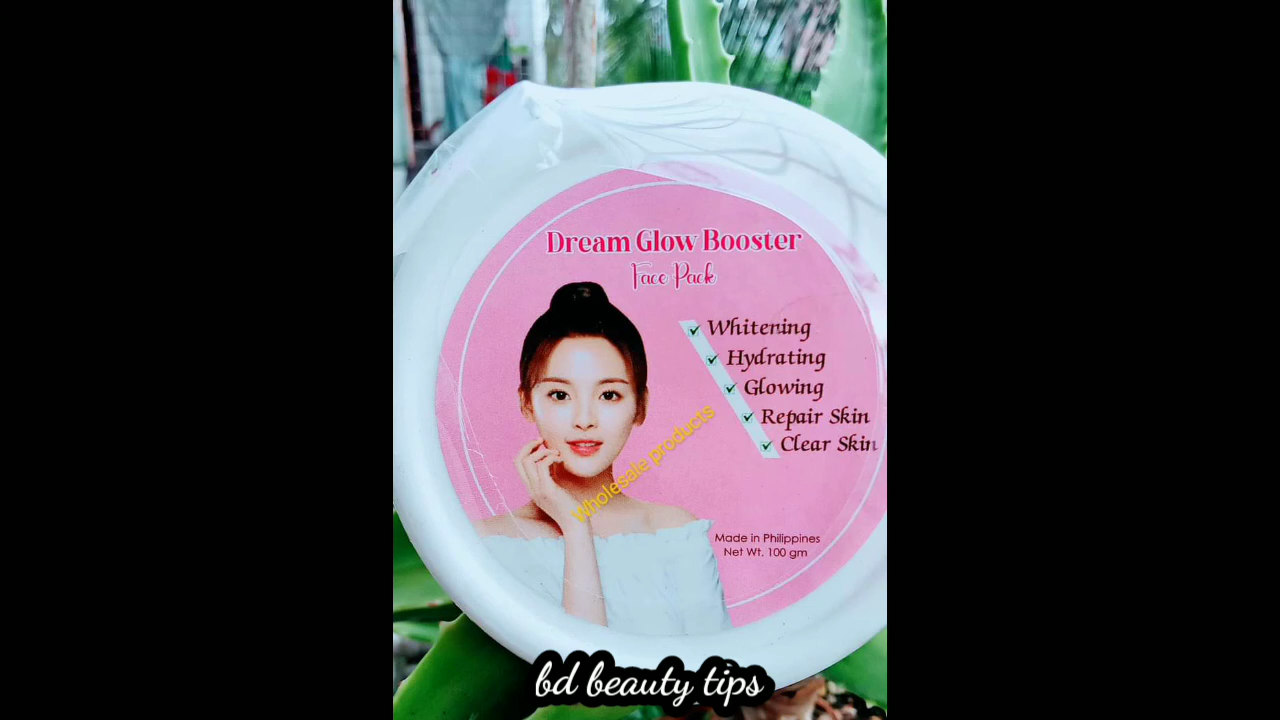 Dream Glow Booster
Face Pack
Whitening
Hydrating
Glowing
Repair Skin
Clear Skin
Wholesale products
Made in Philippines
Net Wt. 100 gm
bd beauty tips